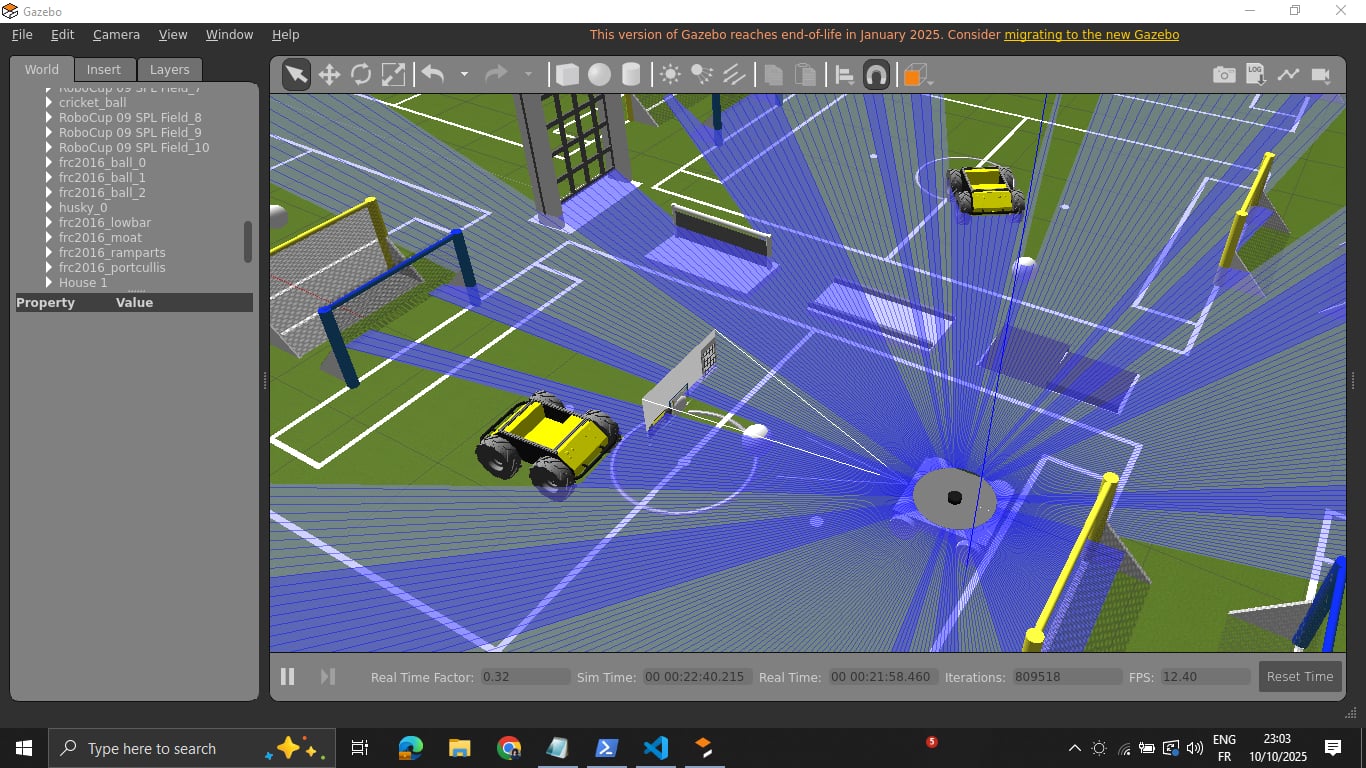 Gazebo
File Edit Camera View Window Help
This version of Gazebo reaches end-of-life in January 2025. Consider migrating to the new Gazebo
World Insert Layers
RoboCup 09 SPL Field_7
cricket_ball
RoboCup 09 SPL Field_8
RoboCup 09 SPL Field_9
RoboCup 09 SPL Field_10
frc2016_ball_0
frc2016_ball_1
frc2016_ball_2
husky_0
frc2016_lowbar
frc2016_moat
frc2016_ramparts
frc2016_portcullis
House 1
Property Value
LOG
Real Time Factor: 0.32 Sim Time: 00 00:22:40.215 Real Time: 00 00:21:58.460 Iterations: 809518 FPS: 12.40 Reset Time
Type here to search
5
ENG
FR
23:03
10/10/2025